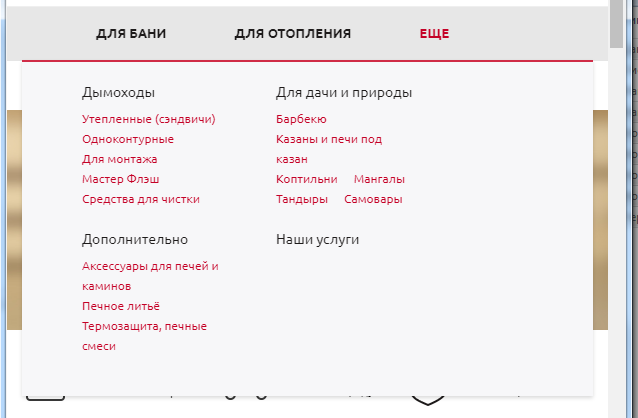 ДЛЯ БАНИ ДЛЯ ОТОПЛЕНИЯ ЕЩЕ
Дымоходы
Утепленные (сэндвичи)
Одноконтурные
Для монтажа
Мастер Флэш
Средства для чистки
Для дачи и природы
Барбекю
Казаны и печи под
казан
Коптильни Мангалы
Тандыры Самовары
Дополнительно
Аксессуары для печей и
каминов
Печное литьё
Термозащита, печные
смеси
Наши услуги